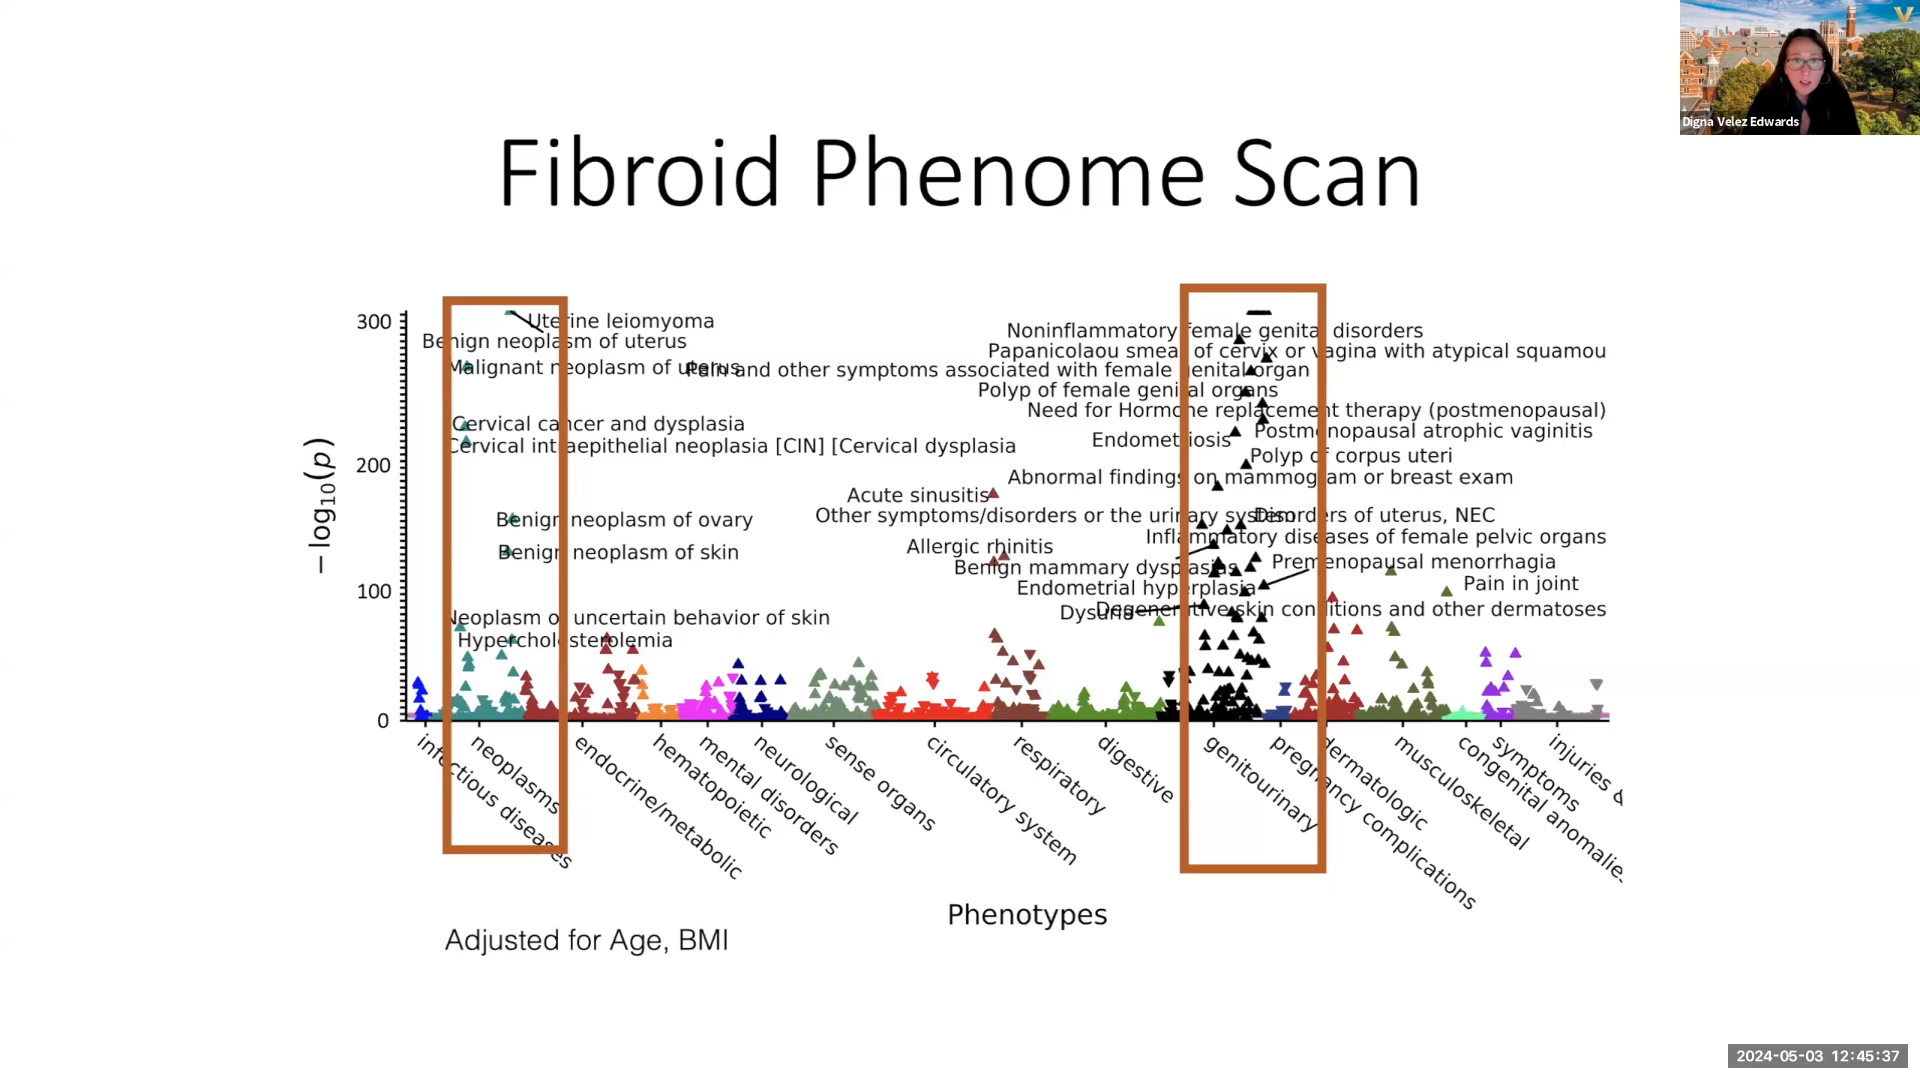 V
Digna Velez Edwards
Fibroid Phenome Scan
300
200
100
0
−log10(p)
Uterine leiomyoma
Benign neoplasm of uterus
Malignant neoplasm of uterus
Cervical cancer and dysplasia
Cervical intraepithelial neoplasia [CIN] [Cervical dysplasia
Benign neoplasm of ovary
Benign neoplasm of skin
Neoplasm of uncertain behavior of skin
Hypercholesterolemia
Noninflammatory female genital disorders
Papanicolaou smear of cervix or vagina with atypical squamou
Pain and other symptoms associated with female genital organ
Polyp of female genital organs
Need for Hormone replacement therapy (postmenopausal)
Postmenopausal atrophic vaginitis
Endometriosis
Polyp of corpus uteri
Abnormal findings on mammogram or breast exam
Acute sinusitis
Other symptoms/disorders or the urinary system
Disorders of uterus, NEC
Inflammatory diseases of female pelvic organs
Allergic rhinitis
Premenopausal menorrhagia
Benign mammary dysplasias
Pain in joint
Endometrial hyperplasia
Dysuria
Degenerative skin conditions and other dermatoses
infectious diseases
neoplasms
endocrine/metabolic
hematopoietic
mental disorders
neurological
sense organs
circulatory system
respiratory
digestive
genitourinary
pregnancy complications
dermatologic
musculoskeletal
congenital anomalie
symptoms
injuries &
Phenotypes
Adjusted for Age, BMI
2024-05-03 12:45:37